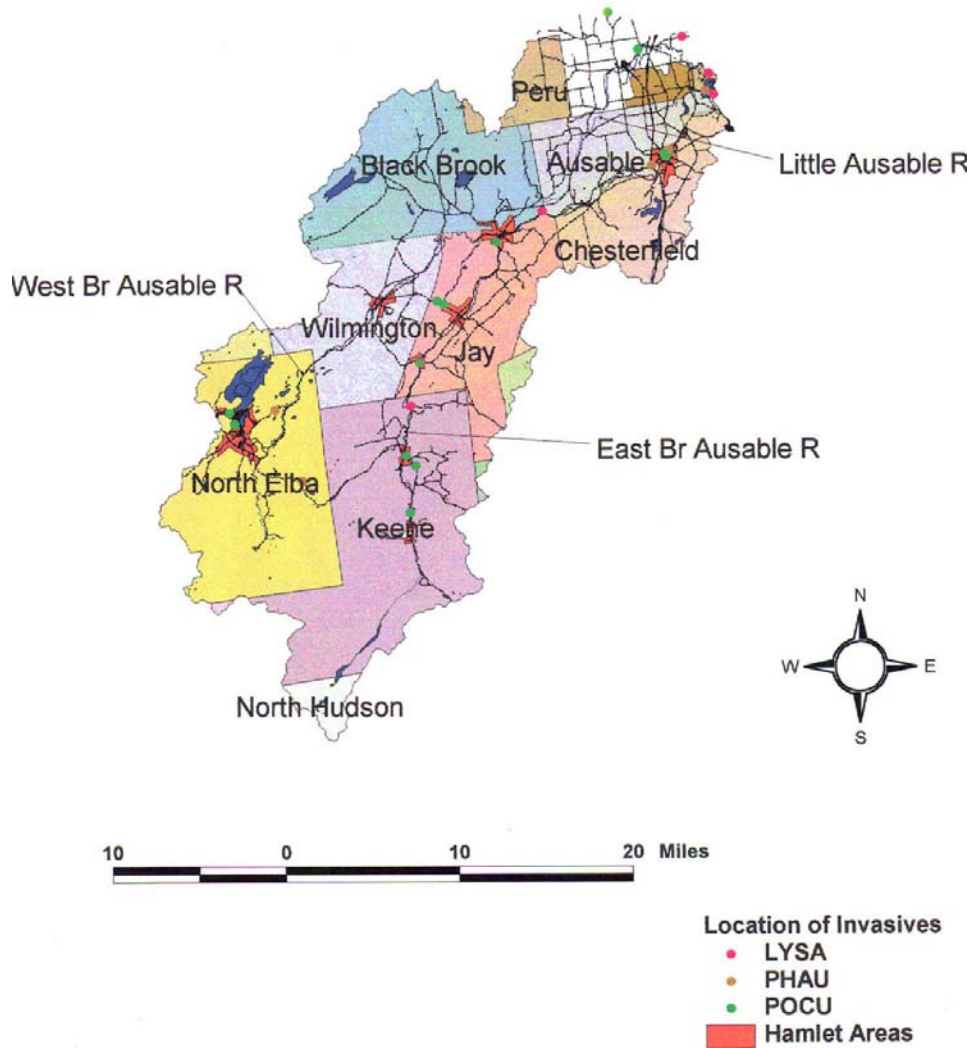 Peru
Black Brook
Ausable
Little Ausable R
Chesterfield
West Br Ausable R
Wilmington
Jay
East Br Ausable R
North Elba
Keene
North Hudson
N
W
E
S
10 0 10 20 Miles
Location of Invasives
LYSA
PHAU
POCU
Hamlet Areas